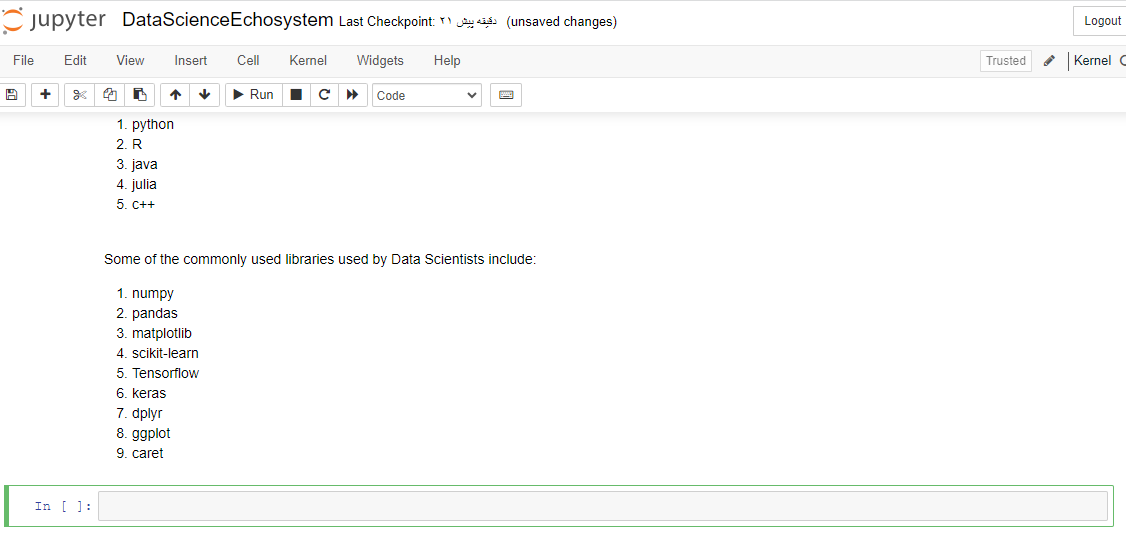 jupyter DataScienceEchosystem Last Checkpoint: ۲۱ دقیقه پیش (unsaved changes) Logout
File Edit View Insert Cell Kernel Widgets Help Trusted Kernel
Run Code
1. python
2. R
3. java
4. julia
5. c++
Some of the commonly used libraries used by Data Scientists include:
1. numpy
2. pandas
3. matplotlib
4. scikit-learn
5. Tensorflow
6. keras
7. dplyr
8. ggplot
9. caret
In [ ]: